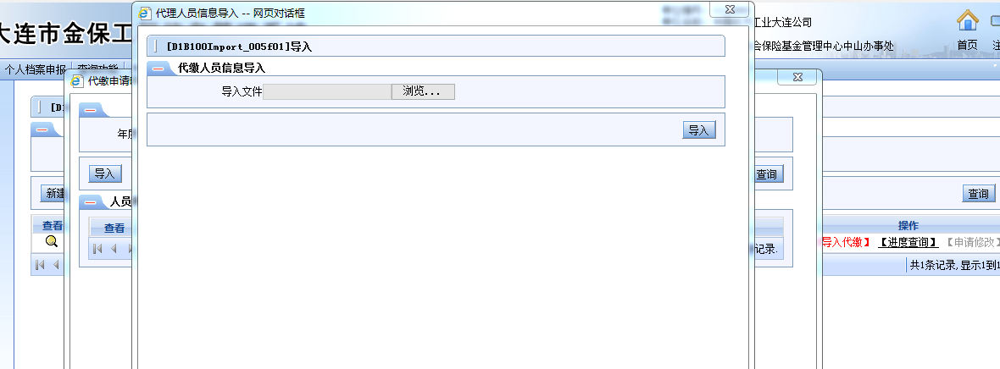 代理人员信息导入 -- 网页对话框
大连市金保工
工业大连公司
会保险基金管理中心中山办事处
首页
[D1B100Import_005f01]导入
个人档案申报
查询功能
代缴人员信息导入
代缴申请
导入文件
浏览...
[D1
年度
导入
导入
查询
新建
查询
人员
查看
查看
操作
导入代缴】 【进度查询】 【申请修改】
记录.
共1条记录,显示1到1